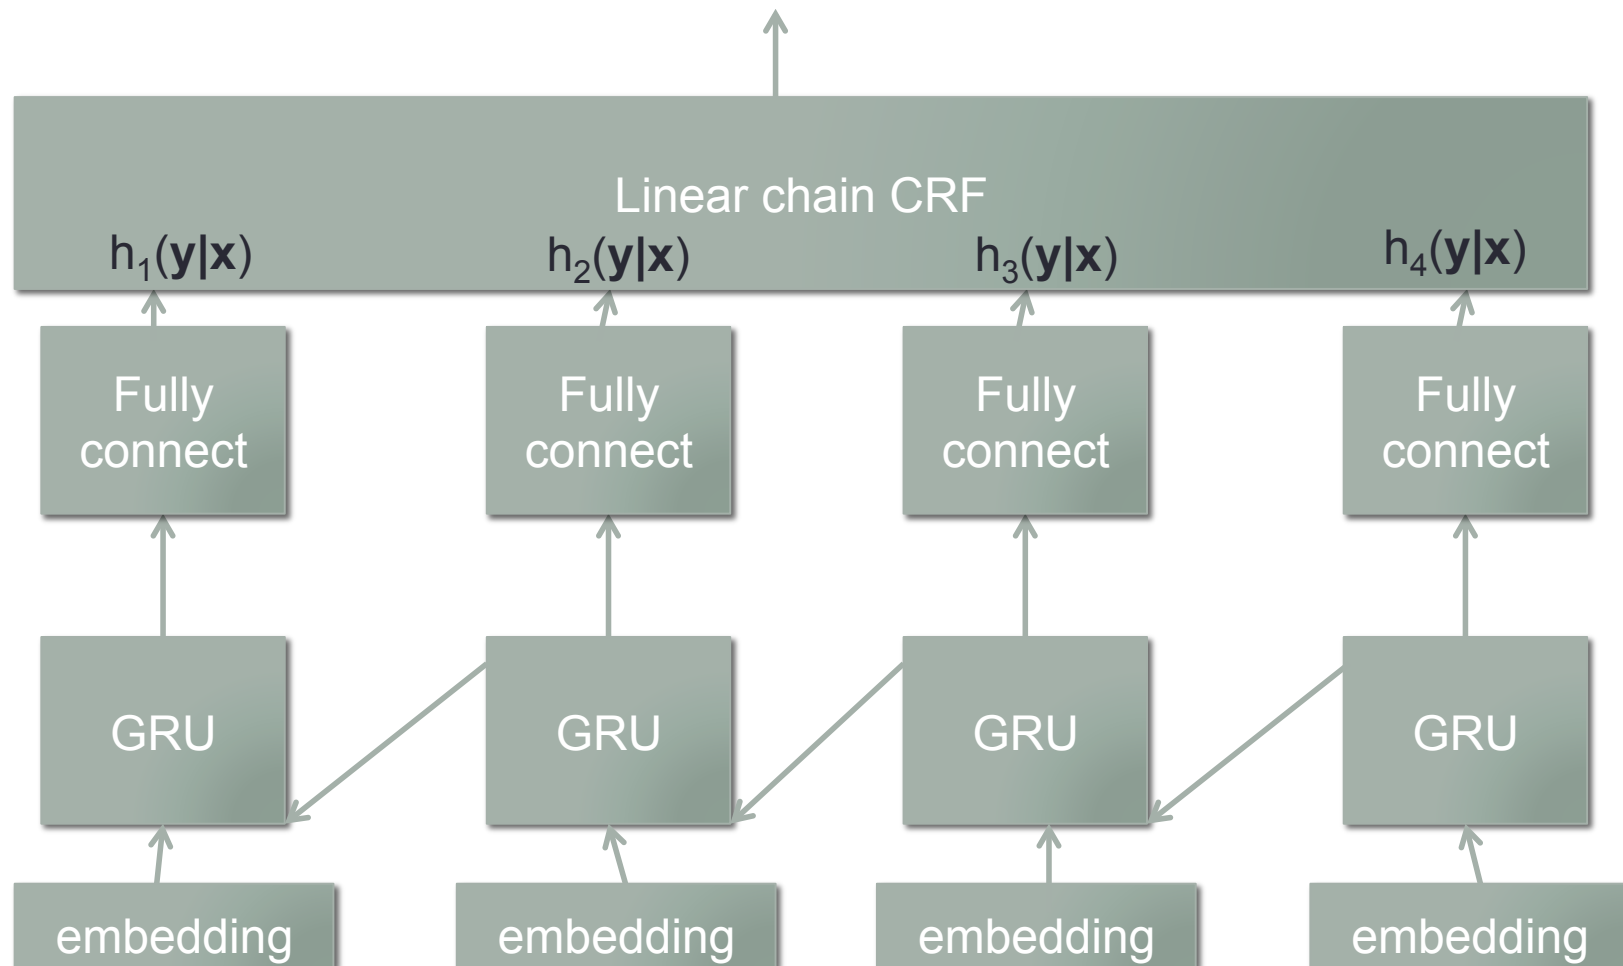 Linear chain CRF
h₁(y|x) h₂(y|x) h₃(y|x) h₄(y|x)
Fully connect Fully connect Fully connect Fully connect
GRU GRU GRU GRU
embedding embedding embedding embedding